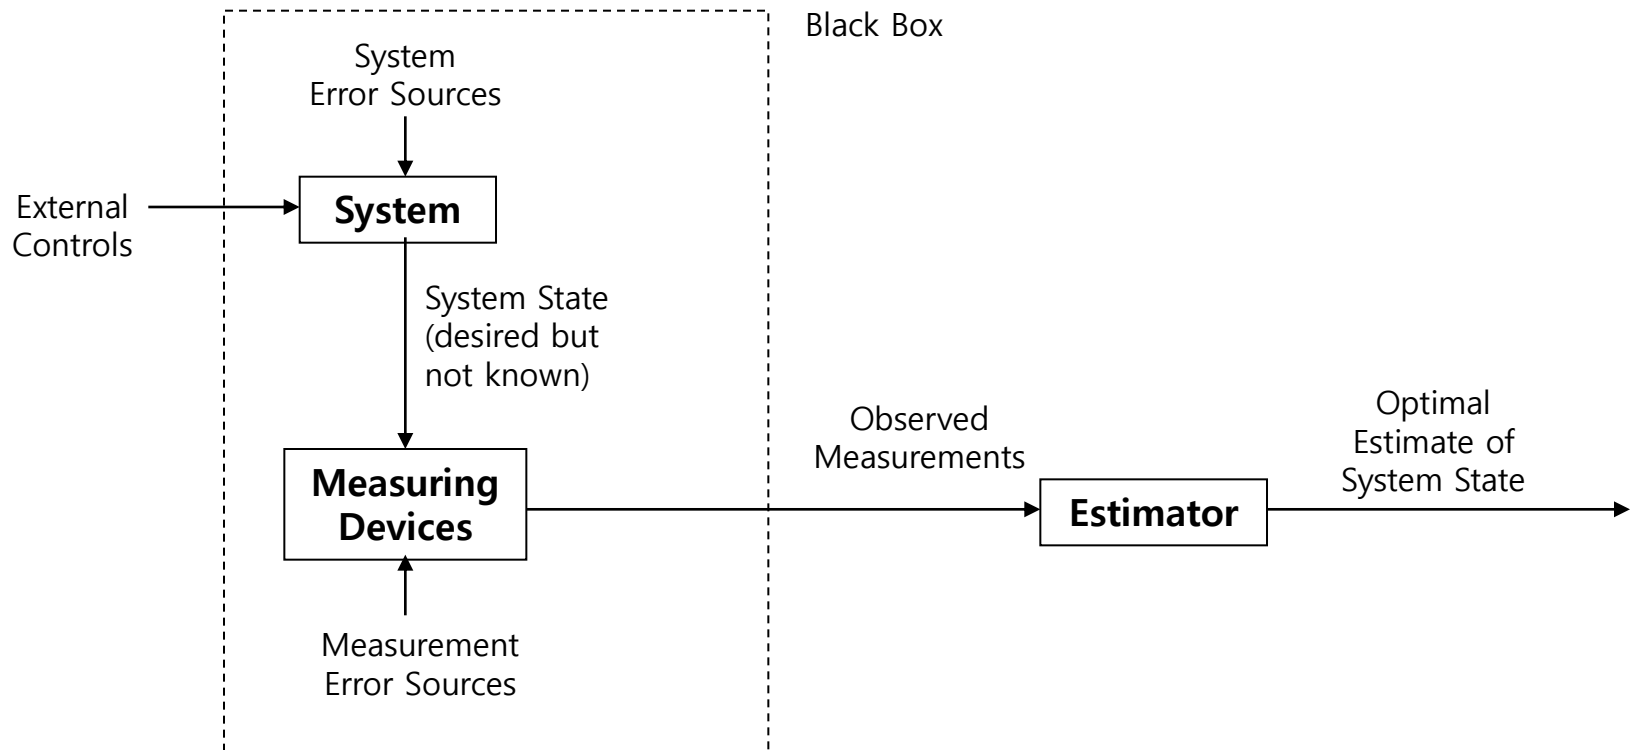 Black Box
System
Error Sources
External
Controls
System
System State
(desired but
not known)
Measuring
Devices
Measurement
Error Sources
Observed
Measurements
Estimator
Optimal
Estimate of
System State